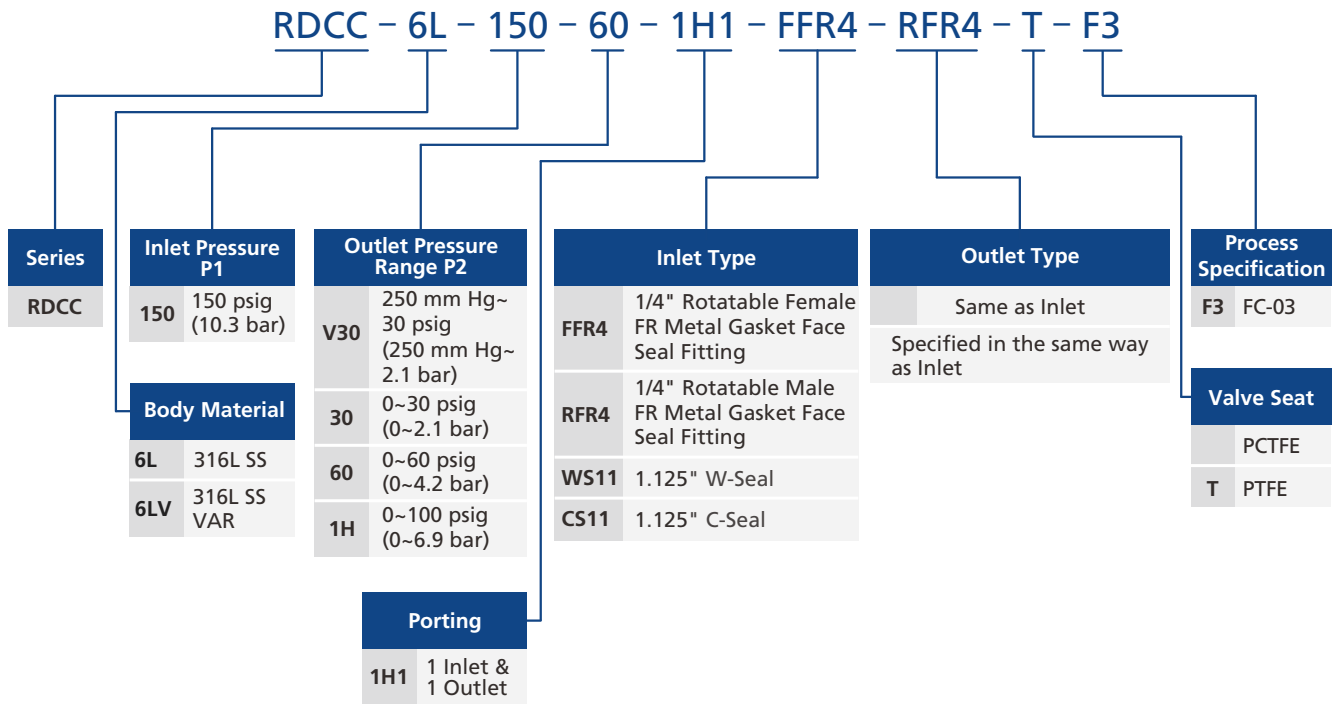 RDCC – 6L – 150 – 60 – 1H1 – FFR4 – RFR4 – T – F3
Series
RDCC
Inlet Pressure
P1
150
150 psig
(10.3 bar)
Body Material
6L
316L SS
6LV
316L SS
VAR
Outlet Pressure
Range P2
V30
250 mm Hg~
30 psig
(250 mm Hg~
2.1 bar)
30
0~30 psig
(0~2.1 bar)
60
0~60 psig
(0~4.2 bar)
1H
0~100 psig
(0~6.9 bar)
Porting
1H1
1 Inlet &
1 Outlet
Inlet Type
FFR4
1/4" Rotatable Female
FR Metal Gasket Face
Seal Fitting
RFR4
1/4" Rotatable Male
FR Metal Gasket Face
Seal Fitting
WS11
1.125" W-Seal
CS11
1.125" C-Seal
Outlet Type
Same as Inlet
Specified in the same way
as Inlet
Process
Specification
F3
FC-03
Valve Seat
PCTFE
T
PTFE